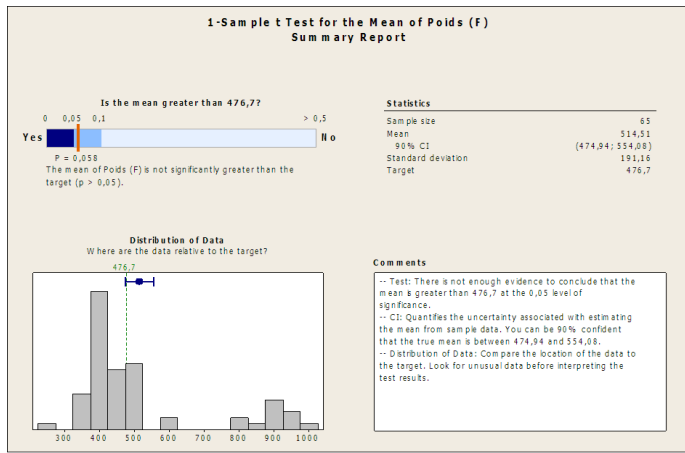 1-Sample t Test for the Mean of Poids (F)
Summary Report
Is the mean greater than 476,7?
0 0,05 0,1 > 0,5
Yes No
P = 0,058
The mean of Poids (F) is not significantly greater than the
target (p > 0,05).
Statistics
Sample size 65
Mean 514,51
90% CI (474,94; 554,08)
Standard deviation 191,16
Target 476,7
Distribution of Data
Where are the data relative to the target?
476,7
300 400 500 600 700 800 900 1000
Comments
-- Test: There is not enough evidence to conclude that the
mean is greater than 476,7 at the 0,05 level of
significance.
-- CI: Quantifies the uncertainty associated with estimating
the mean from sample data. You can be 90% confident
that the true mean is between 474,94 and 554,08.
-- Distribution of Data: Compare the location of the data to
the target. Look for unusual data before interpreting the
test results.